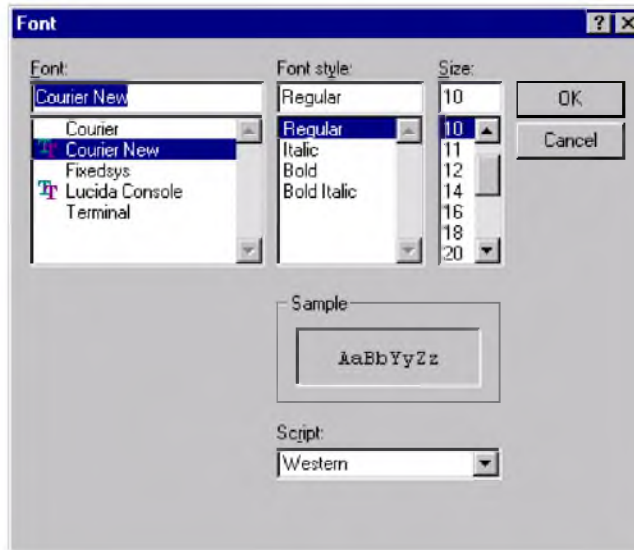 Font
Font:
Courier New
Courier
Courier New
Fixedsys
Lucida Console
Terminal
Font style:
Regular
Regular
Italic
Bold
Bold Italic
Size:
10
10
11
12
14
16
18
20
OK
Cancel
Sample
AaBbYyZz
Script:
Western